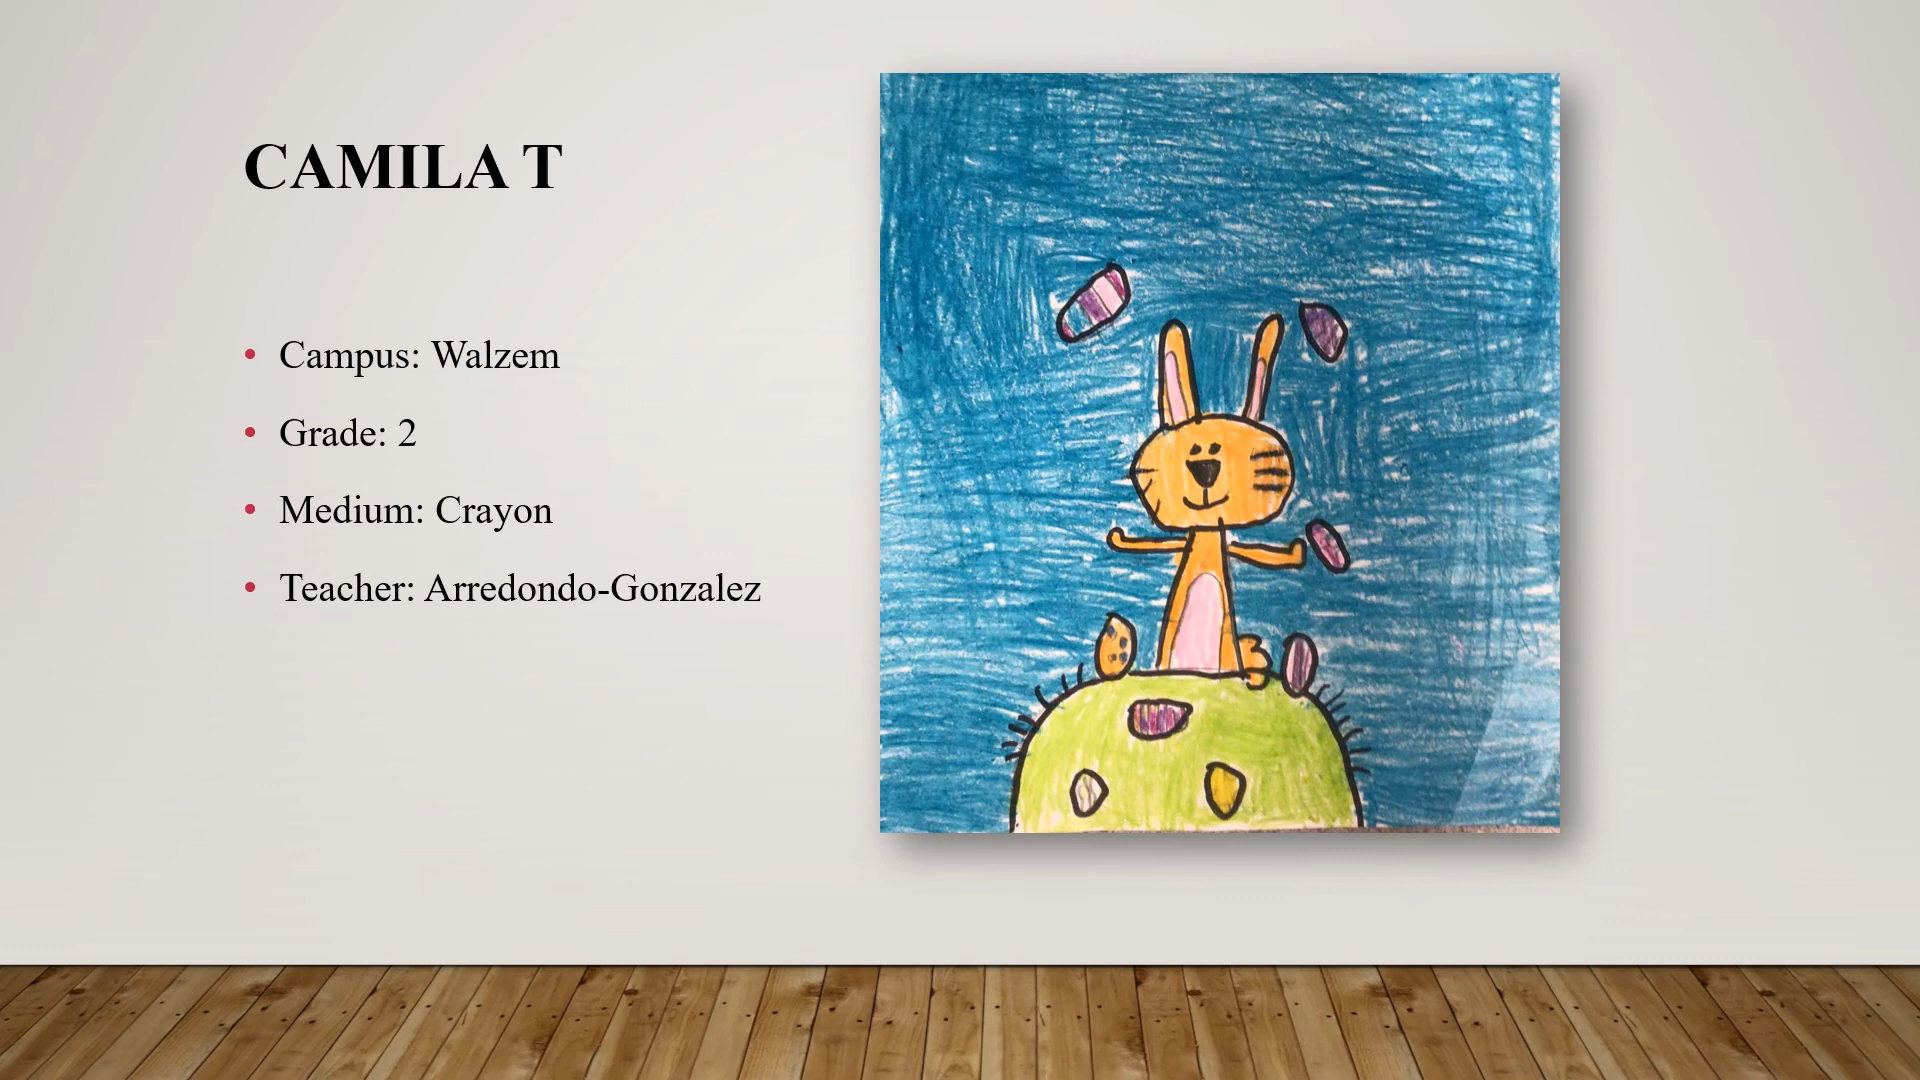 CAMILA T
• Campus: Walzem
• Grade: 2
• Medium: Crayon
• Teacher: Arredondo-Gonzalez